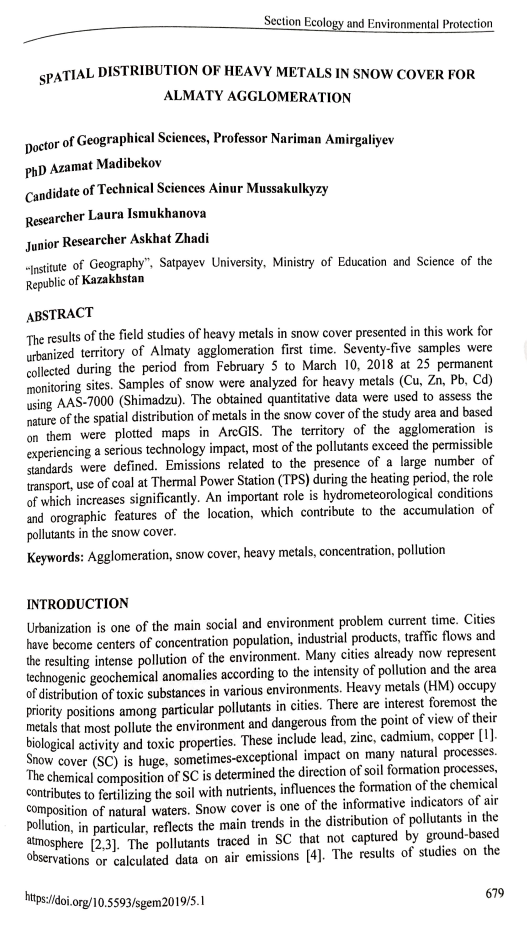 Section Ecology and Environmental Protection
SPATIAL DISTRIBUTION OF HEAVY METALS IN SNOW COVER FOR
ALMATY AGGLOMERATION
Doctor of Geographical Sciences, Professor Nariman Amirgaliyev
PhD Azamat Madibekov
Candidate of Technical Sciences Ainur Mussakulkyzy
Researcher Laura Ismukhanova
Junior Researcher Askhat Zhadi
“Institute of Geography”, Satpayev University, Ministry of Education and Science of the
Republic of Kazakhstan
ABSTRACT
The results of the field studies of heavy metals in snow cover presented in this work for
urbanized territory of Almaty agglomeration first time. Seventy-five samples were
collected during the period from February 5 to March 10, 2018 at 25 permanent
monitoring sites. Samples of snow were analyzed for heavy metals (Cu, Zn, Pb, Cd)
using AAS-7000 (Shimadzu). The obtained quantitative data were used to assess the
nature of the spatial distribution of metals in the snow cover of the study area and based
on them were plotted maps in ArcGIS. The territory of the agglomeration is
experiencing a serious technology impact, most of the pollutants exceed the permissible
standards were defined. Emissions related to the presence of a large number of
transport, use of coal at Thermal Power Station (TPS) during the heating period, the role
of which increases significantly. An important role is hydrometeorological conditions
and orographic features of the location, which contribute to the accumulation of
pollutants in the snow cover.
Keywords: Agglomeration, snow cover, heavy metals, concentration, pollution
INTRODUCTION
Urbanization is one of the main social and environment problem current time. Cities
have become centers of concentration population, industrial products, traffic flows and
the resulting intense pollution of the environment. Many cities already now represent
technogenic geochemical anomalies according to the intensity of pollution and the area
of distribution of toxic substances in various environments. Heavy metals (HM) occupy
priority positions among particular pollutants in cities. There are interest foremost the
metals that most pollute the environment and dangerous from the point of view of their
biological activity and toxic properties. These include lead, zinc, cadmium, copper [1].
Snow cover (SC) is huge, sometimes-exceptional impact on many natural processes.
The chemical composition of SC is determined the direction of soil formation processes,
contributes to fertilizing the soil with nutrients, influences the formation of the chemical
composition of natural waters. Snow cover is one of the informative indicators of air
pollution, in particular, reflects the main trends in the distribution of pollutants in the
atmosphere [2,3]. The pollutants traced in SC that not captured by ground-based
observations or calculated data on air emissions [4]. The results of studies on the
https://doi.org/10.5593/sgem2019/5.1
679